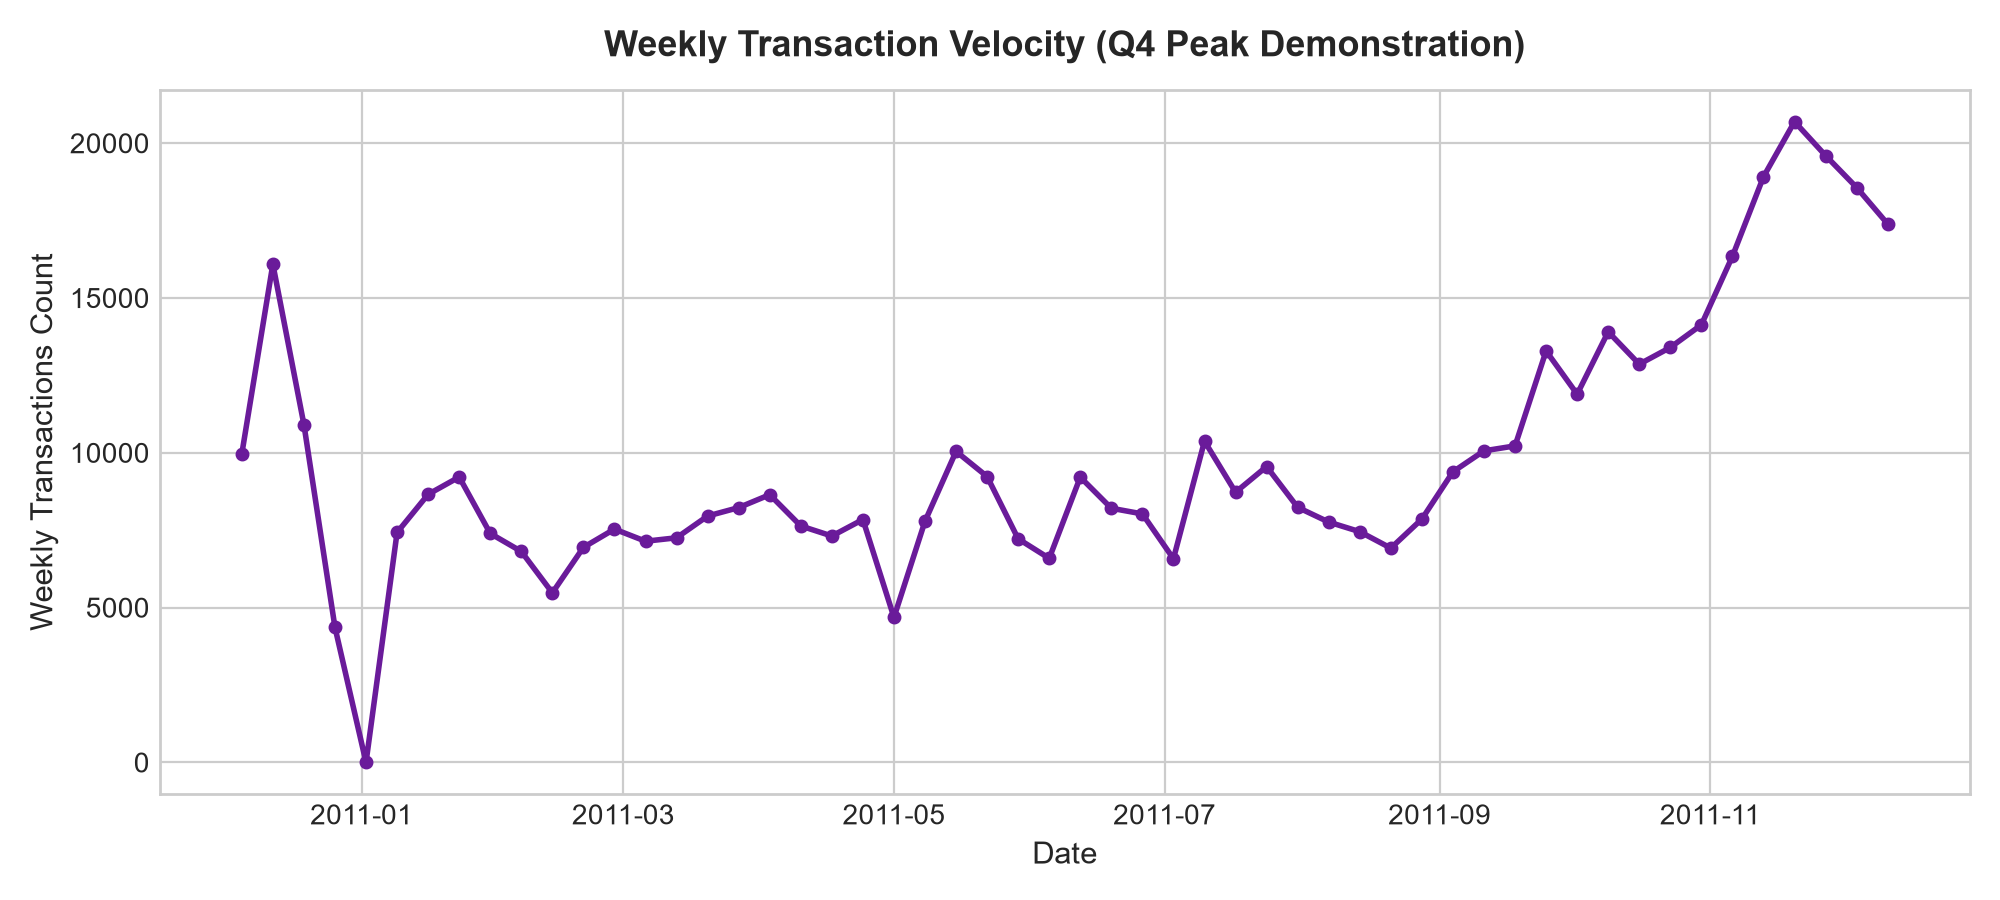 Weekly Transaction Velocity (Q4 Peak Demonstration)
20000
15000
10000
5000
0
Weekly Transactions Count
2011-01 2011-03 2011-05 2011-07 2011-09 2011-11
Date